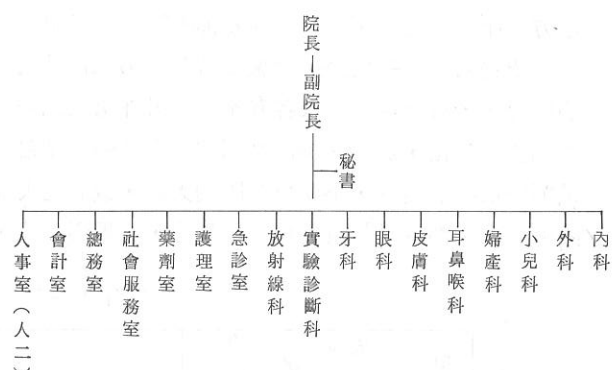 院長
副院長
秘書
內科
外科
小兒科
婦產科
耳鼻喉科
皮膚科
眼科
牙科
實驗診斷科
放射線科
急診室
護理室
藥劑室
社會服務室
總務室
會計室
人事室（人二）